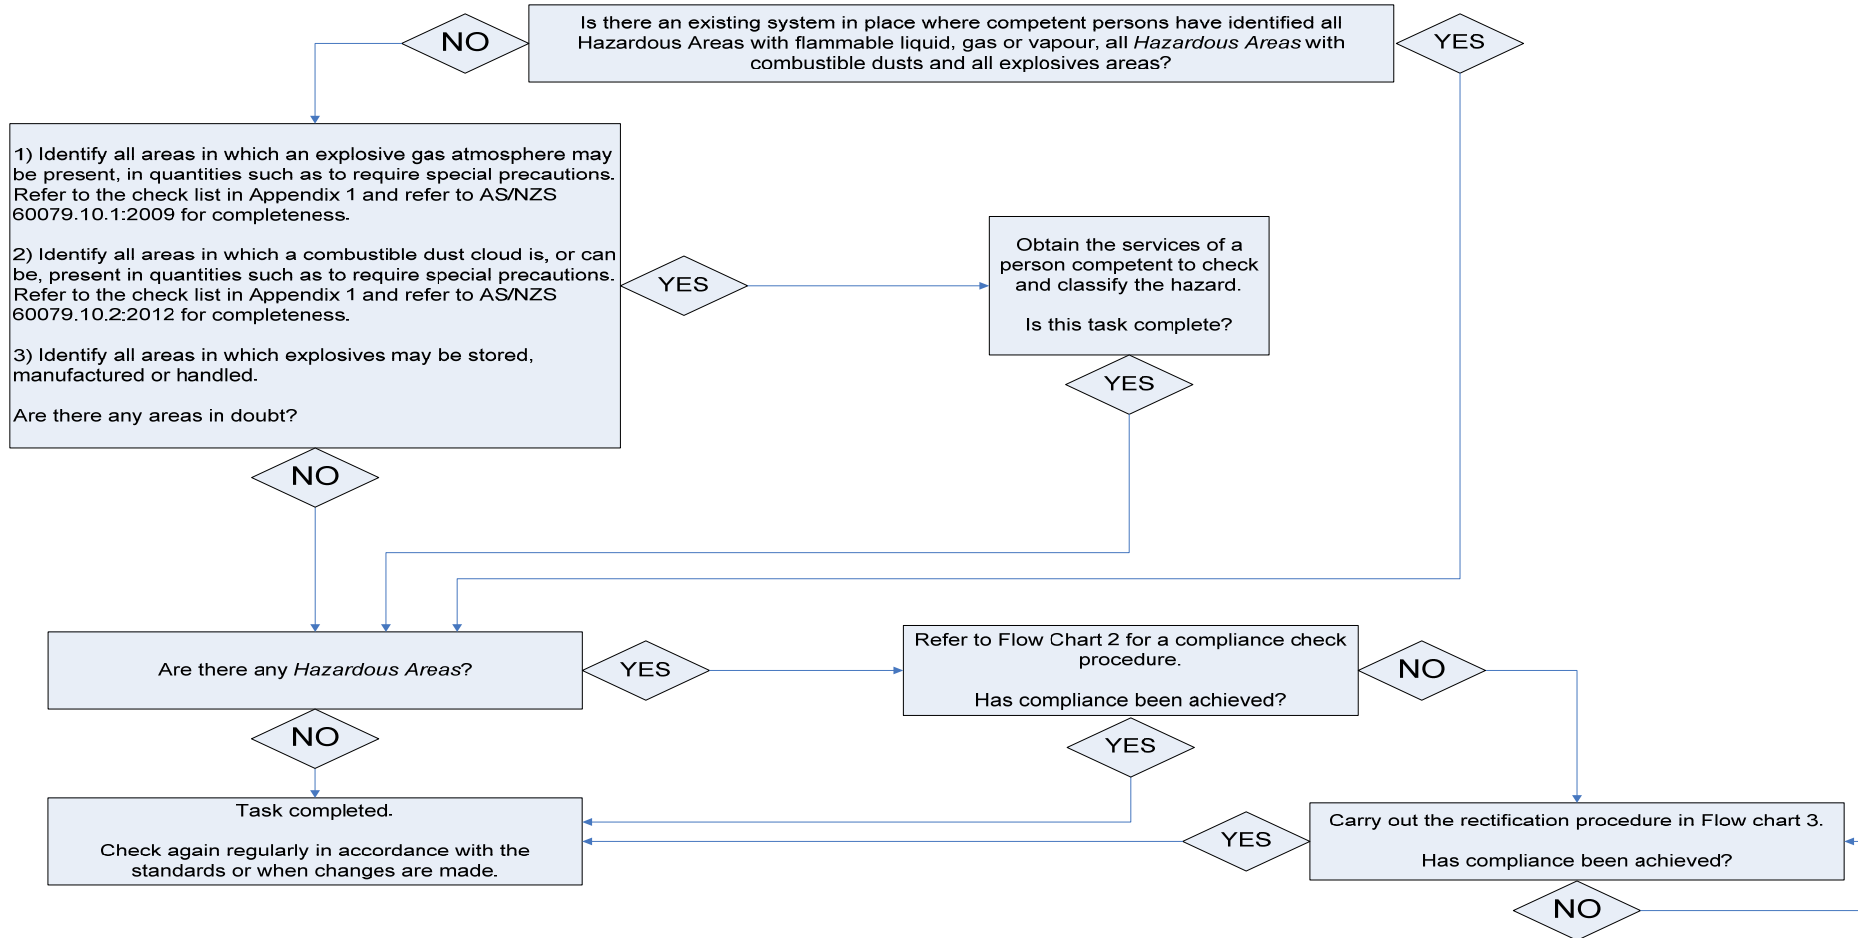 Is there an existing system in place where competent persons have identified all
Hazardous Areas with flammable liquid, gas or vapour, all Hazardous Areas with
combustible dusts and all explosives areas?
NO
YES
1) Identify all areas in which an explosive gas atmosphere may
be present, in quantities such as to require special precautions.
Refer to the check list in Appendix 1 and refer to AS/NZS
60079.10.1:2009 for completeness.
2) Identify all areas in which a combustible dust cloud is, or can
be, present in quantities such as to require special precautions.
Refer to the check list in Appendix 1 and refer to AS/NZS
60079.10.2:2012 for completeness.
3) Identify all areas in which explosives may be stored,
manufactured or handled.
Are there any areas in doubt?
YES
Obtain the services of a
person competent to check
and classify the hazard.
Is this task complete?
YES
NO
Are there any Hazardous Areas?
YES
Refer to Flow Chart 2 for a compliance check
procedure.
Has compliance been achieved?
NO
NO
YES
Task completed.
Check again regularly in accordance with the
standards or when changes are made.
YES
Carry out the rectification procedure in Flow chart 3.
Has compliance been achieved?
NO